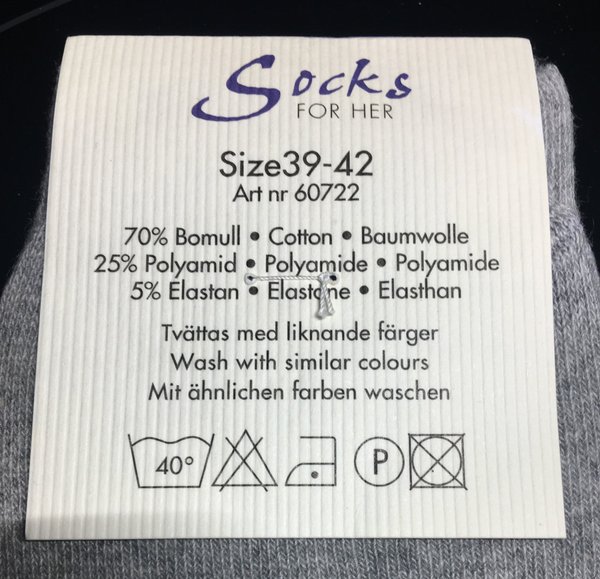 Socks
FOR HER
Size39-42
Art nr 60722
70% Bomull • Cotton • Baumwolle
25% Polyamid • Polyamide • Polyamide
5% Elastan • Elastane • Elasthan
Tvättas med liknande färger
Wash with similar colours
Mit ähnlichen farben waschen
40° P